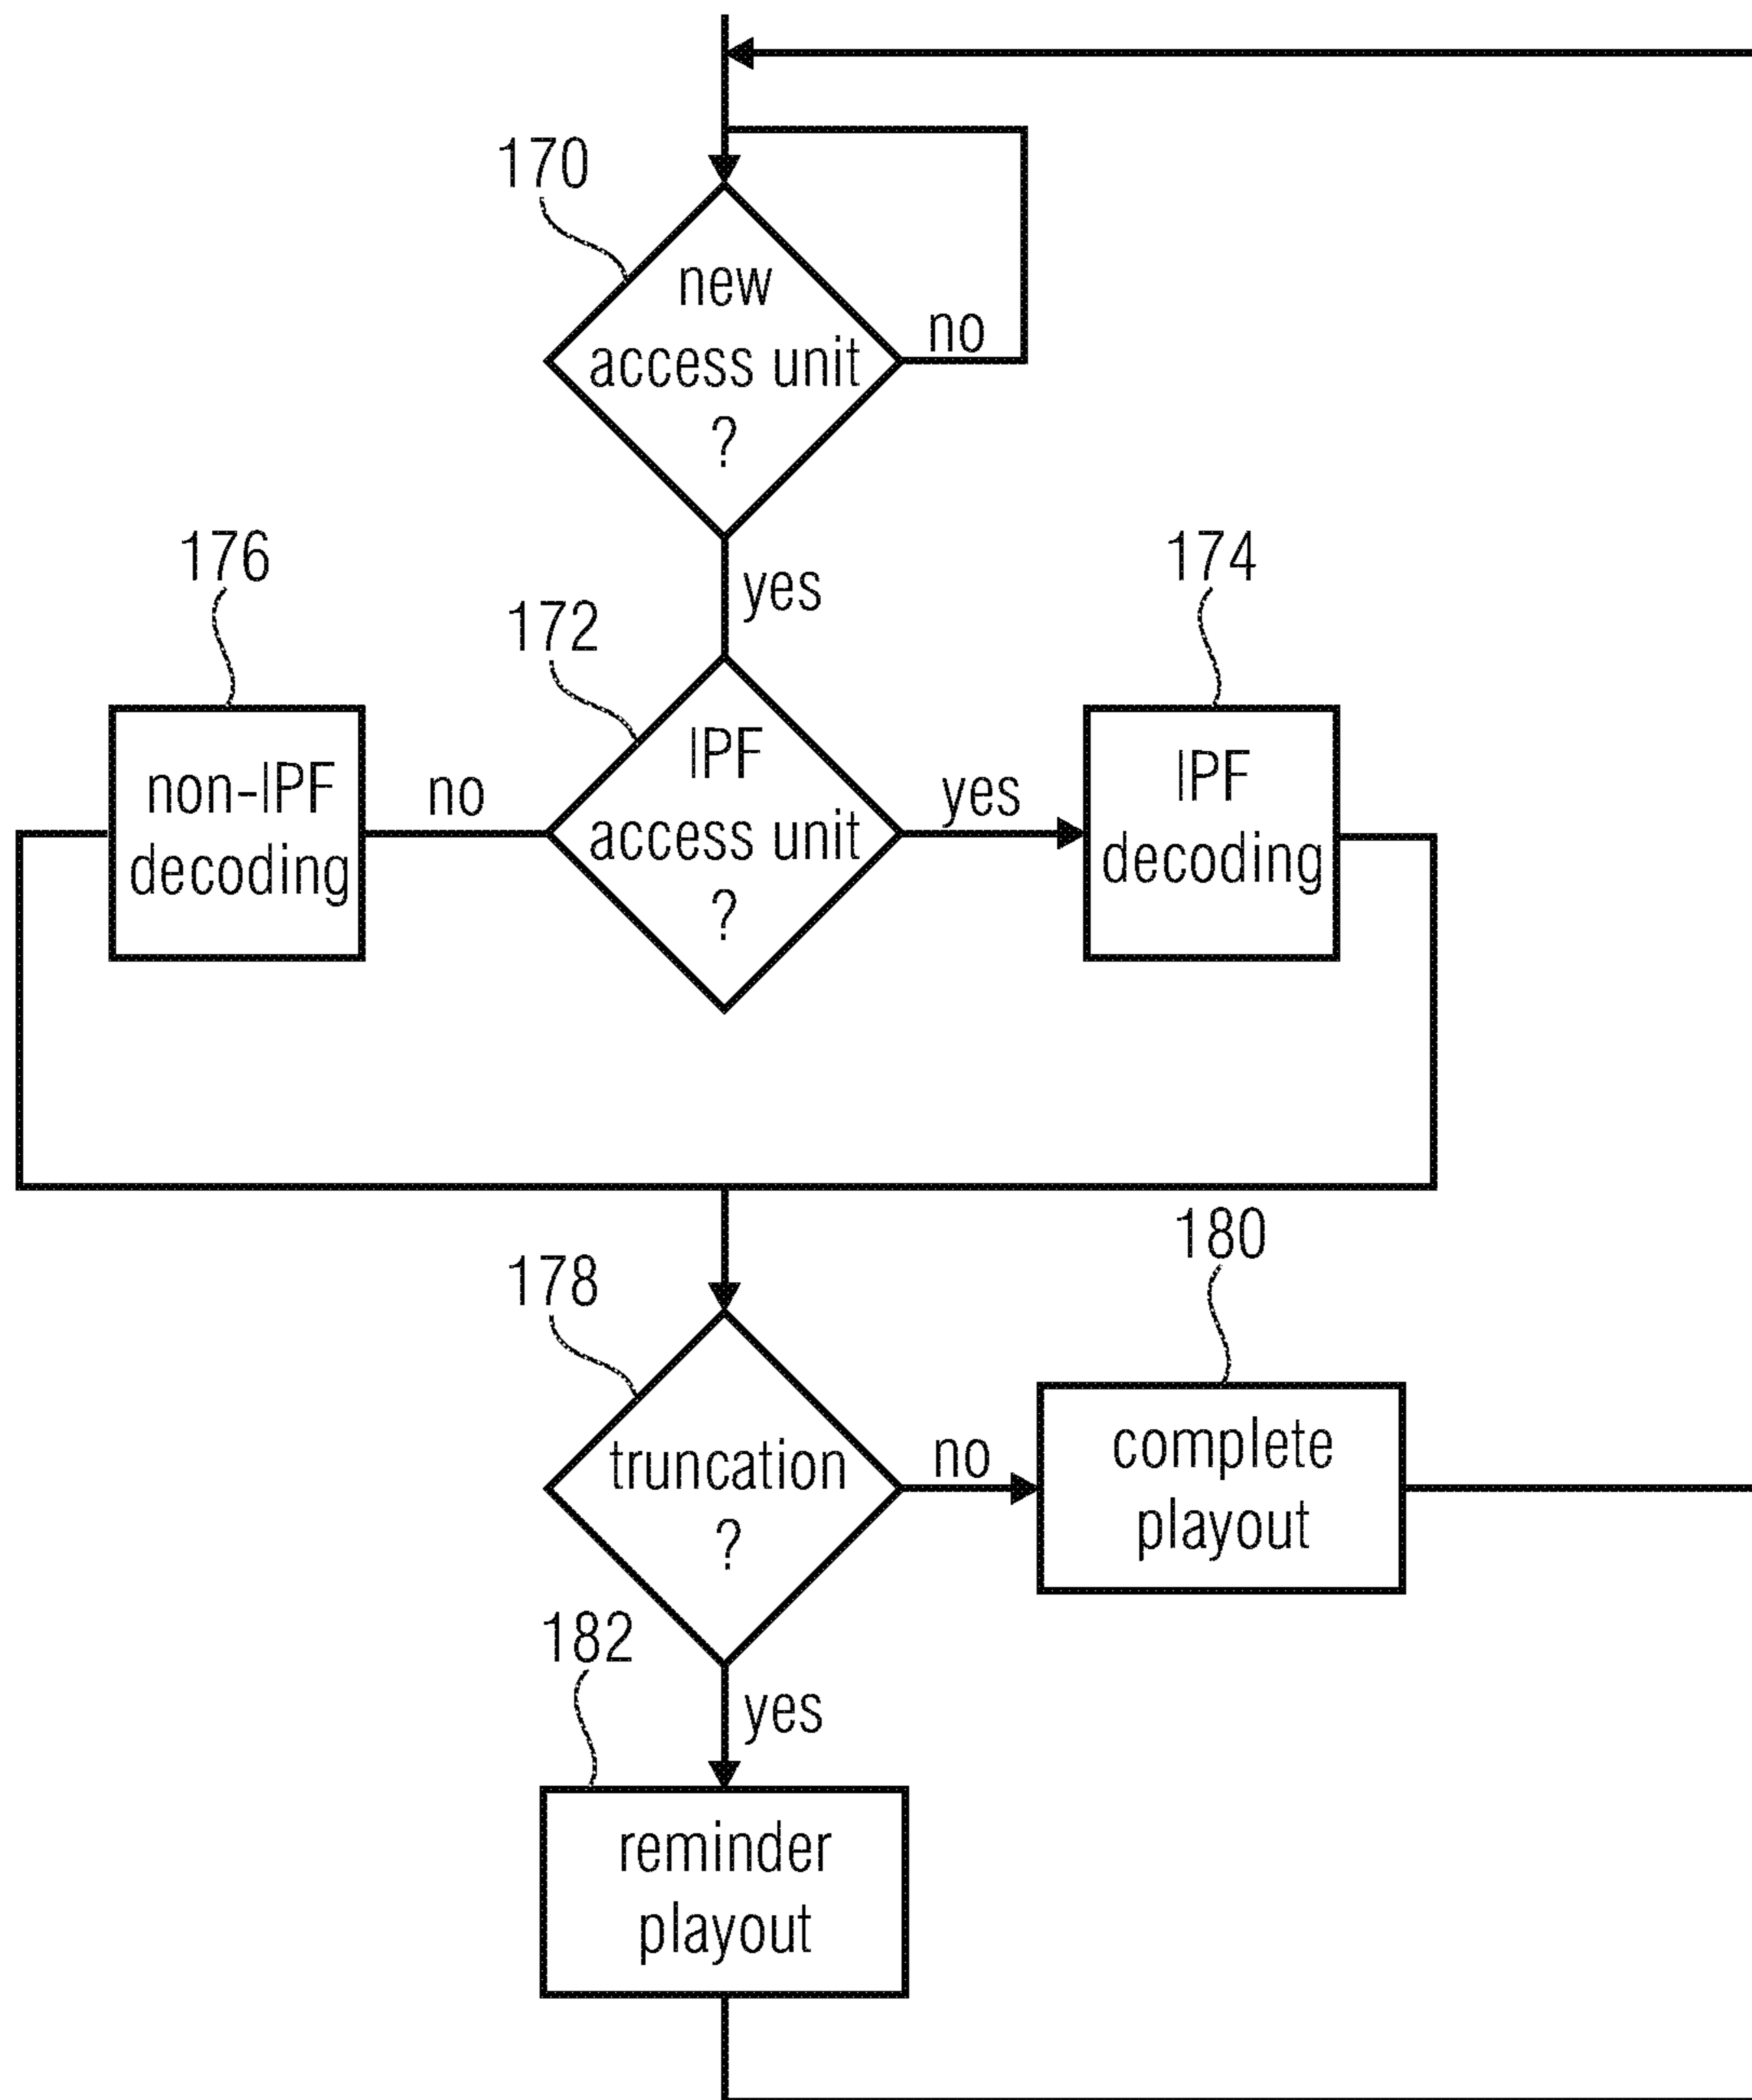 170
new
access unit
?
no
yes
176
172
174
non-IPF
decoding
no
IPF
access unit
?
yes
IPF
decoding
178
180
truncation
?
no
complete
playout
182
yes
reminder
playout